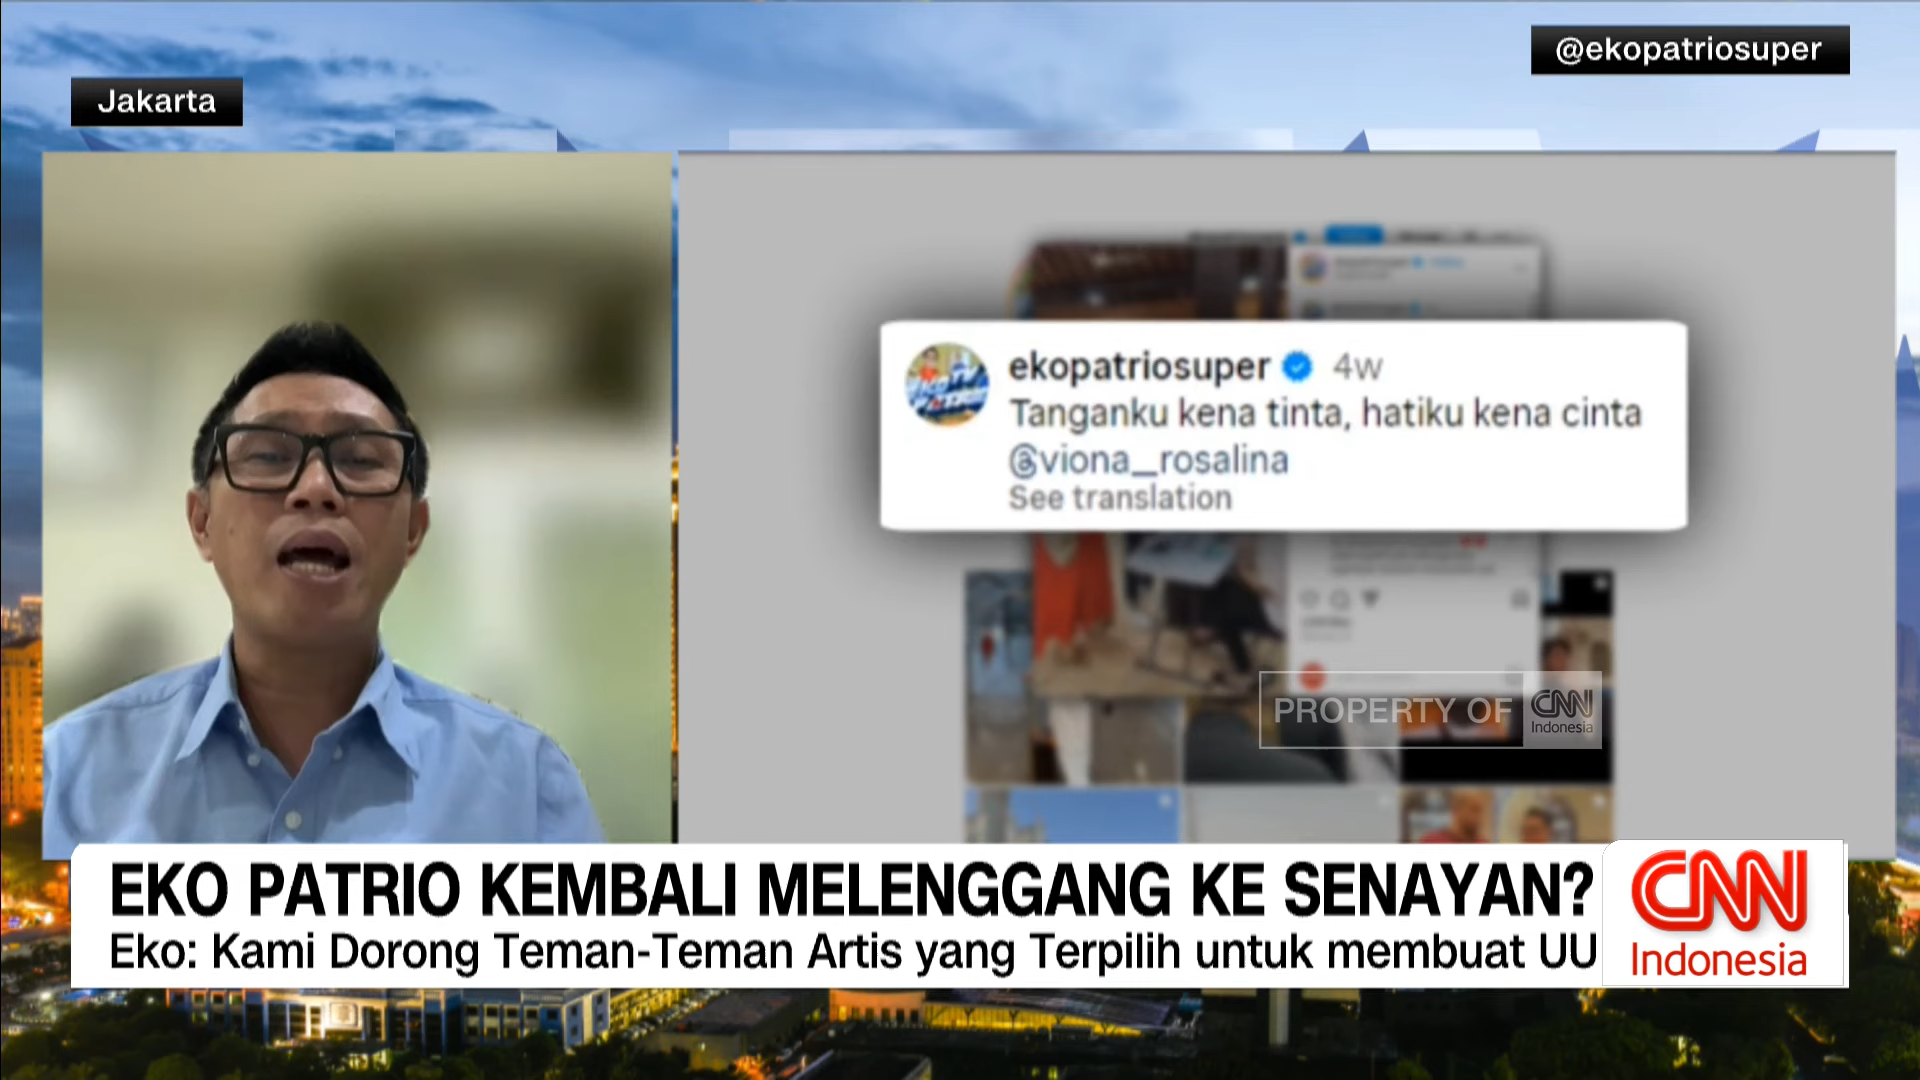 @ekopatriosuper
Jakarta
ekopatriosuper 4w
Tanganku kena tinta, hatiku kena cinta
@viona_rosalina
See translation
PROPERTY OF CNN Indonesia
EKO PATRIO KEMBALI MELENGGANG KE SENAYAN?
Eko: Kami Dorong Teman-Teman Artis yang Terpilih untuk membuat UU
CNN
Indonesia